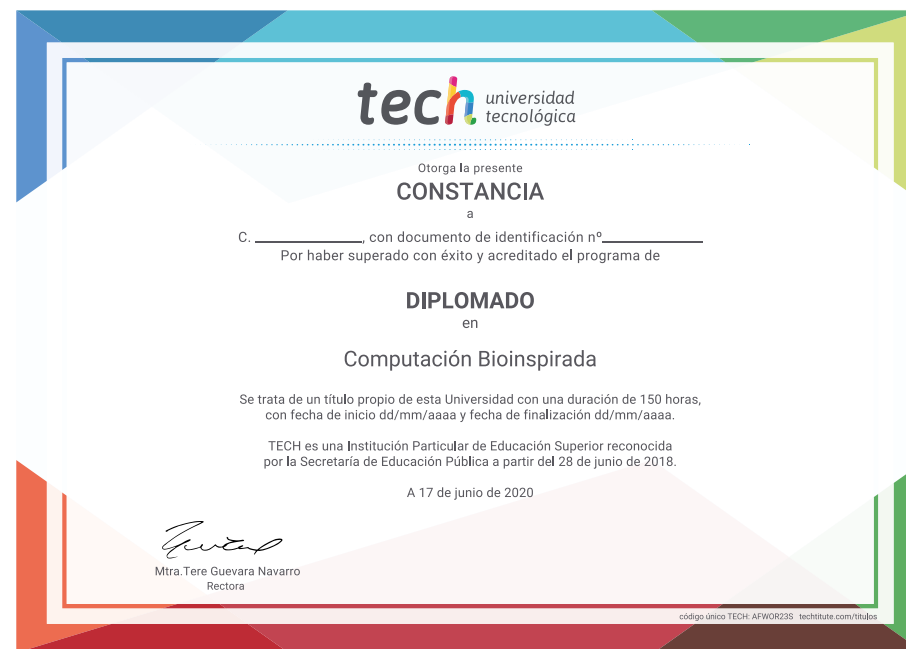 tech universidad
tecnológica
Otorga la presente
CONSTANCIA
a
C. ____________, con documento de identificación nº____________
Por haber superado con éxito y acreditado el programa de
DIPLOMADO
en
Computación Bioinspirada
Se trata de un título propio de esta Universidad con una duración de 150 horas,
con fecha de inicio dd/mm/aaaa y fecha de finalización dd/mm/aaaa.
TECH es una Institución Particular de Educación Superior reconocida
por la Secretaría de Educación Pública a partir del 28 de junio de 2018.
A 17 de junio de 2020
Mtra.Tere Guevara Navarro
Rectora
código único TECH: AFWOR23S techtitute.com/titulos